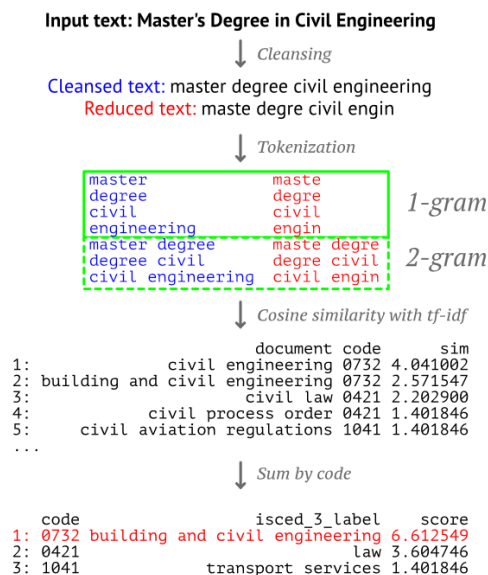 Input text: Master's Degree in Civil Engineering
Cleansing
Cleansed text: master degree civil engineering
Reduced text: maste degre civil engin
Tokenization
master maste
degree degre
civil civil
engineering engin
1-gram
master degree maste degre
degree civil degre civil
civil engineering civil engin
2-gram
Cosine similarity with tf-idf
document code sim
1: civil engineering 0732 4.041002
2: building and civil engineering 0732 2.571547
3: civil law 0421 2.202900
4: civil process order 0421 1.401846
5: civil aviation regulations 1041 1.401846
...
Sum by code
code isced_3_label score
1: 0732 building and civil engineering 6.612549
2: 0421 law 3.604746
3: 1041 transport services 1.401846